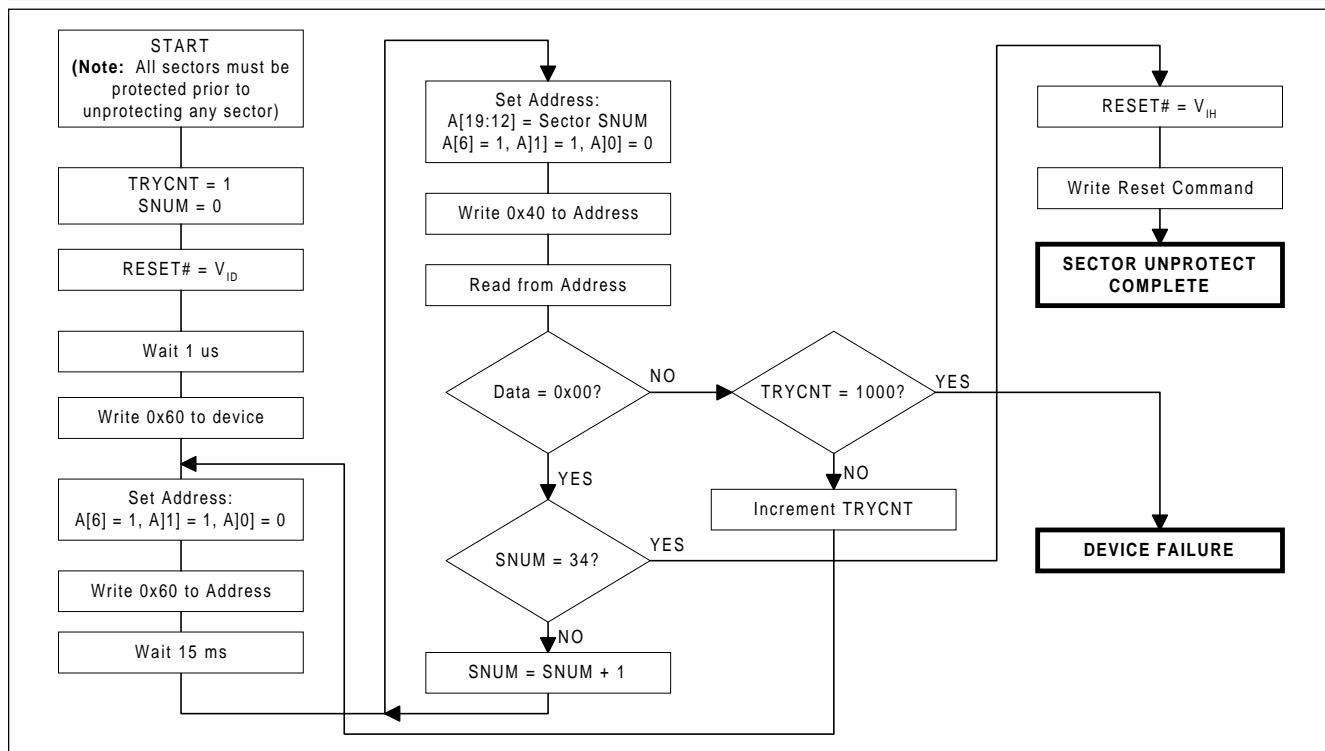 START
(Note: All sectors must be
protected prior to
unprotecting any sector)
TRYCNT = 1
SNUM = 0
RESET# = VID
Wait 1 us
Write 0x60 to device
Set Address:
A[6] = 1, A]1] = 1, A]0] = 0
Write 0x60 to Address
Wait 15 ms
Set Address:
A[19:12] = Sector SNUM
A[6] = 1, A]1] = 1, A]0] = 0
Write 0x40 to Address
Read from Address
Data = 0x00?
NO
YES
SNUM = 34?
YES
NO
SNUM = SNUM + 1
TRYCNT = 1000?
YES
NO
Increment TRYCNT
RESET# = VIH
Write Reset Command
SECTOR UNPROTECT
COMPLETE
DEVICE FAILURE